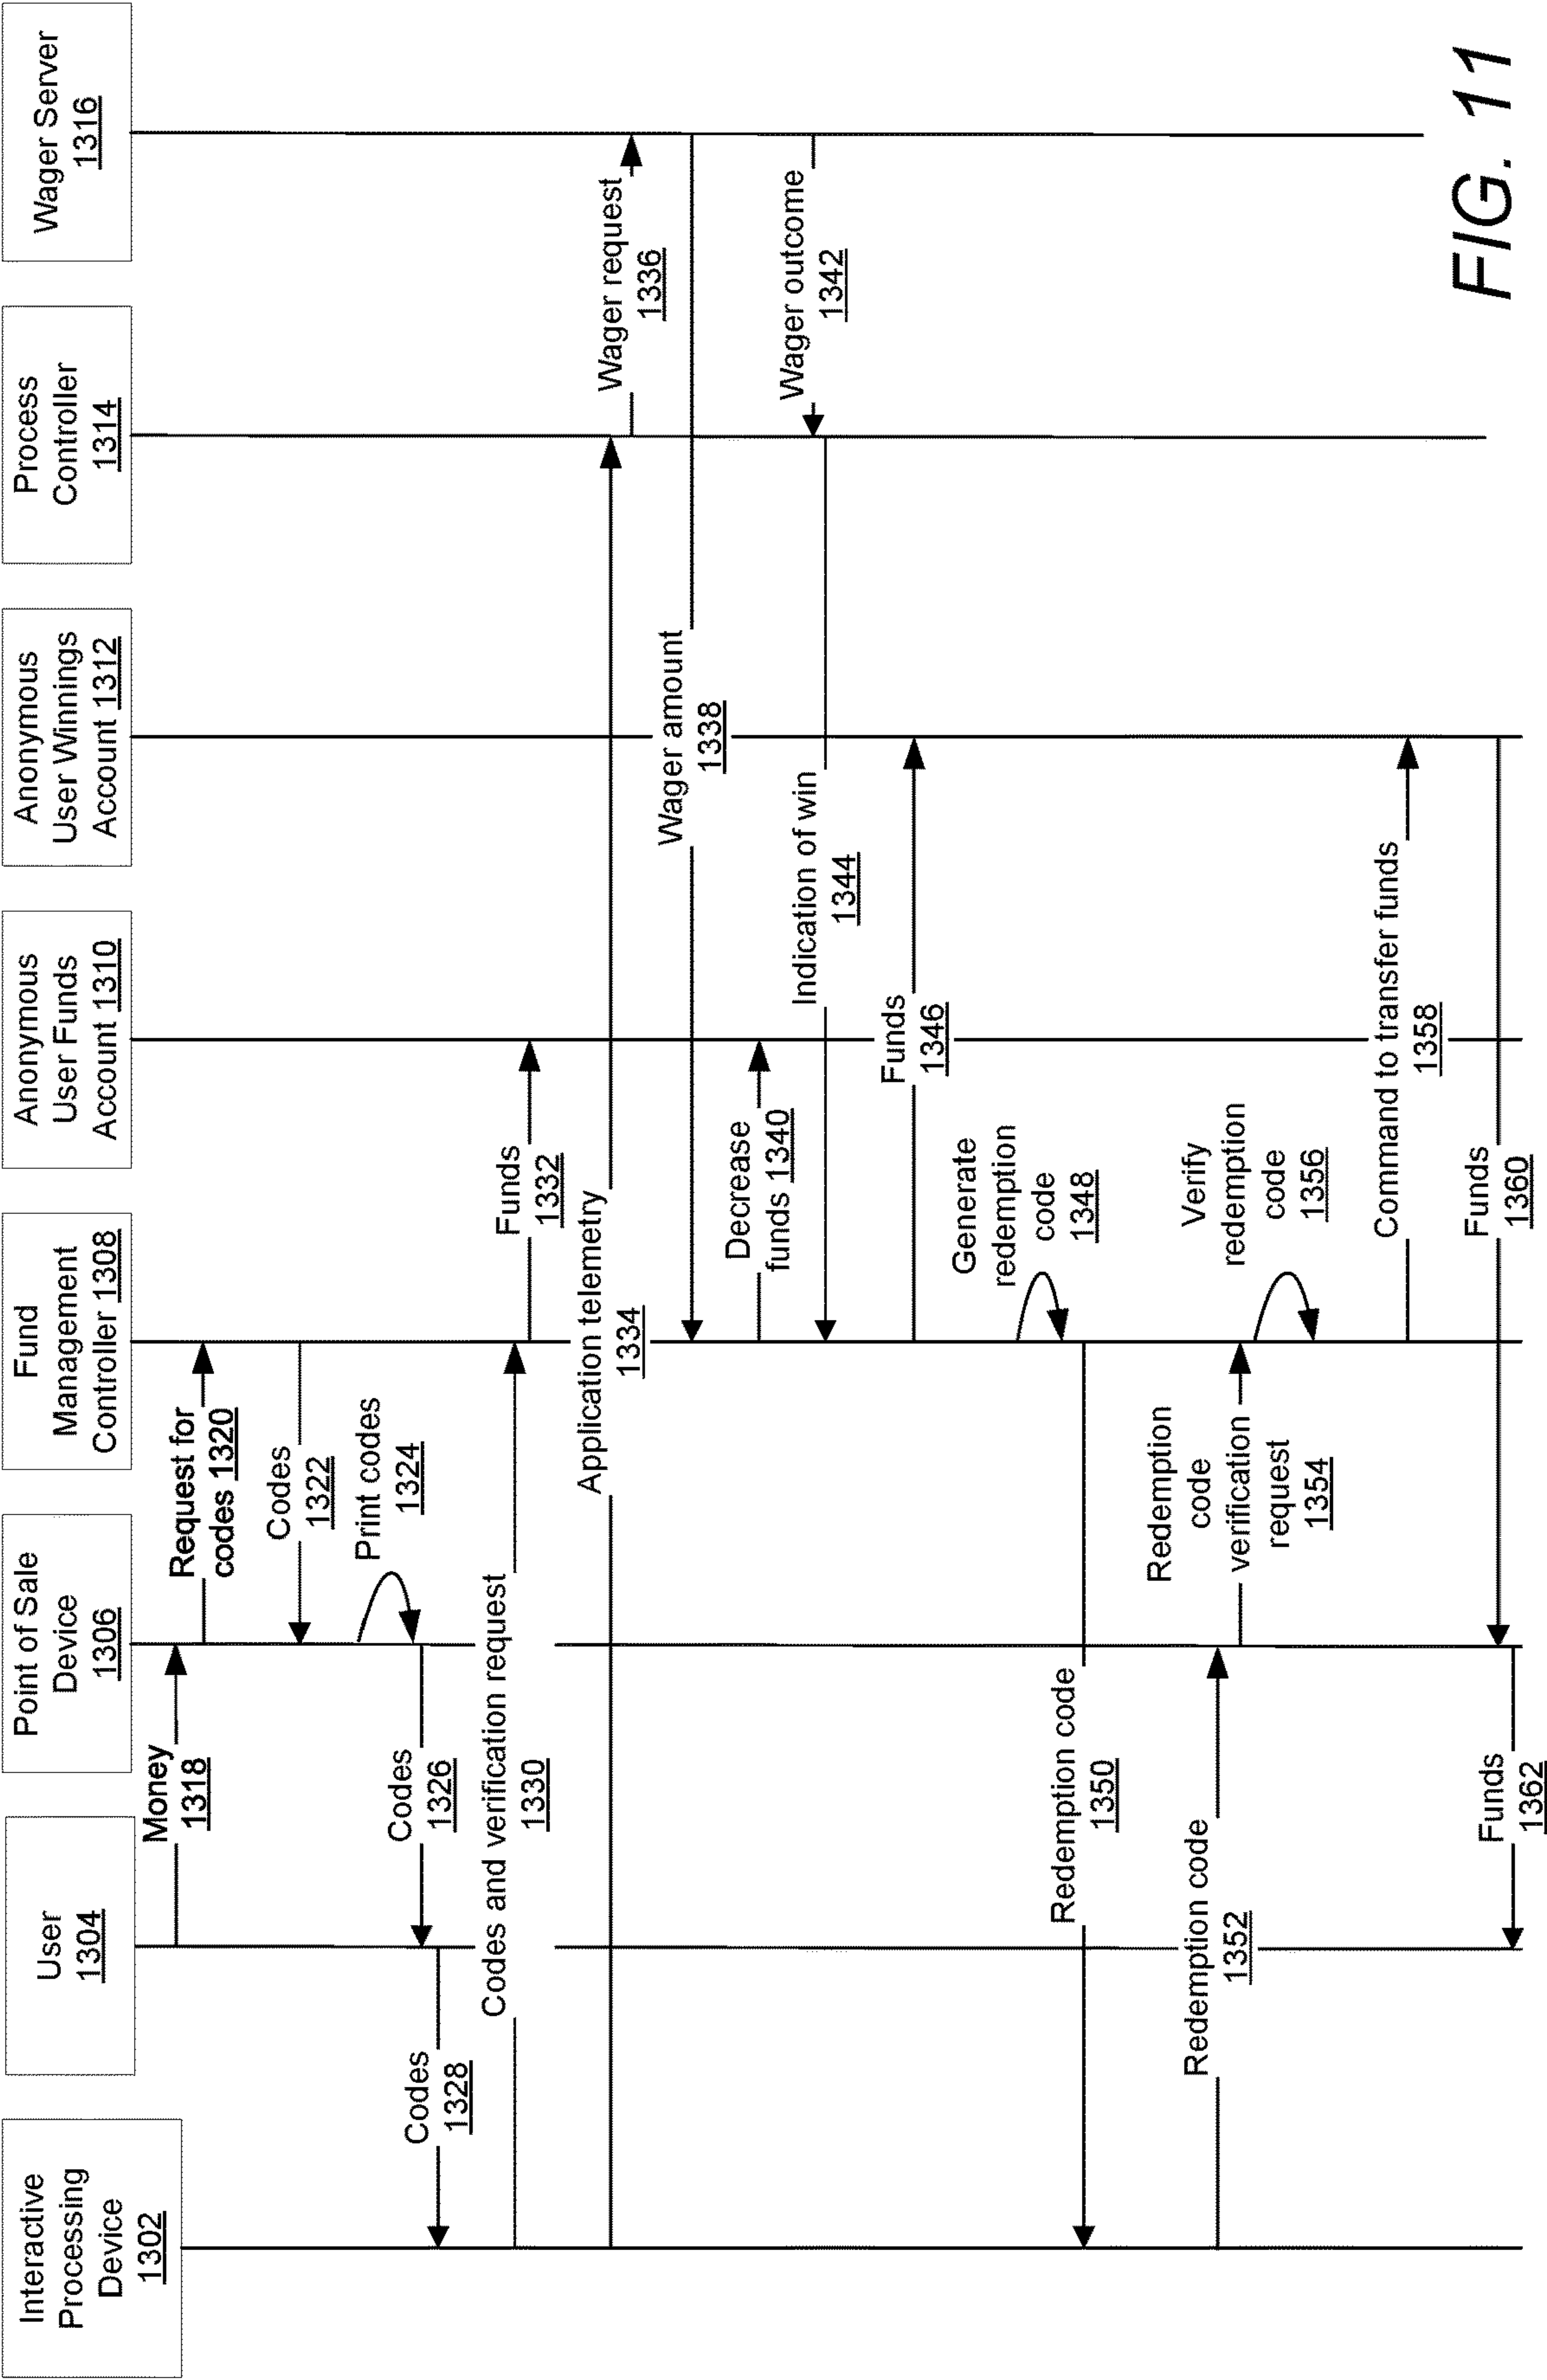 Interactive
Processing
Device
1302
User
1304
Point of Sale
Device
1306
Fund
Management
Controller 1308
Anonymous
User Funds
Account 1310
Anonymous
User Winnings
Account 1312
Process
Controller
1314
Wager Server
1316
Money
1318
Request for
codes 1320
Codes
1322
Print codes
1324
Codes
1326
Codes
1328
Codes and verification request
1330
Funds
1332
Application telemetry
1334
Wager request
1336
Wager amount
1338
Decrease
funds 1340
Wager outcome
1342
Indication of win
1344
Funds
1346
Generate
redemption
code
1348
Redemption code
1350
Redemption code
1352
Redemption
code
verification
request
1354
Verify
redemption
code
1356
Command to transfer funds
1358
Funds
1360
Funds
1362
FIG. 11